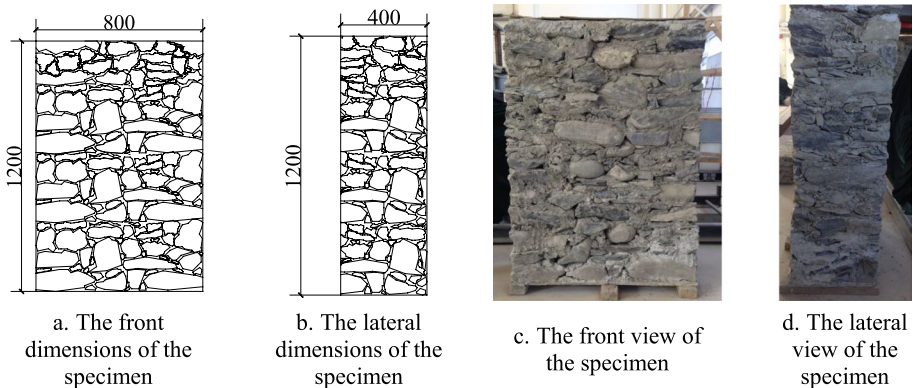 800
400
1200
1200
a. The front
dimensions of the
specimen
b. The lateral
dimensions of the
specimen
c. The front view of
the specimen
d. The lateral
view of the
specimen